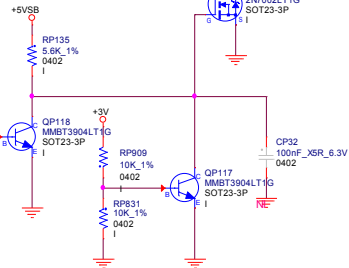 +5VSB
G
S
SOT23-3P
I
RP135
5.6K_1%
0402
I
QP118
MMBT3904LT1G
SOT23-3P
I
B
C
E
+3V
RP909
10K_1%
0402
I
QP117
MMBT3904LT1G
SOT23-3P
I
B
C
E
RP831
10K_1%
0402
I
CP32
100nF_X5R_6.3V
0402
NI